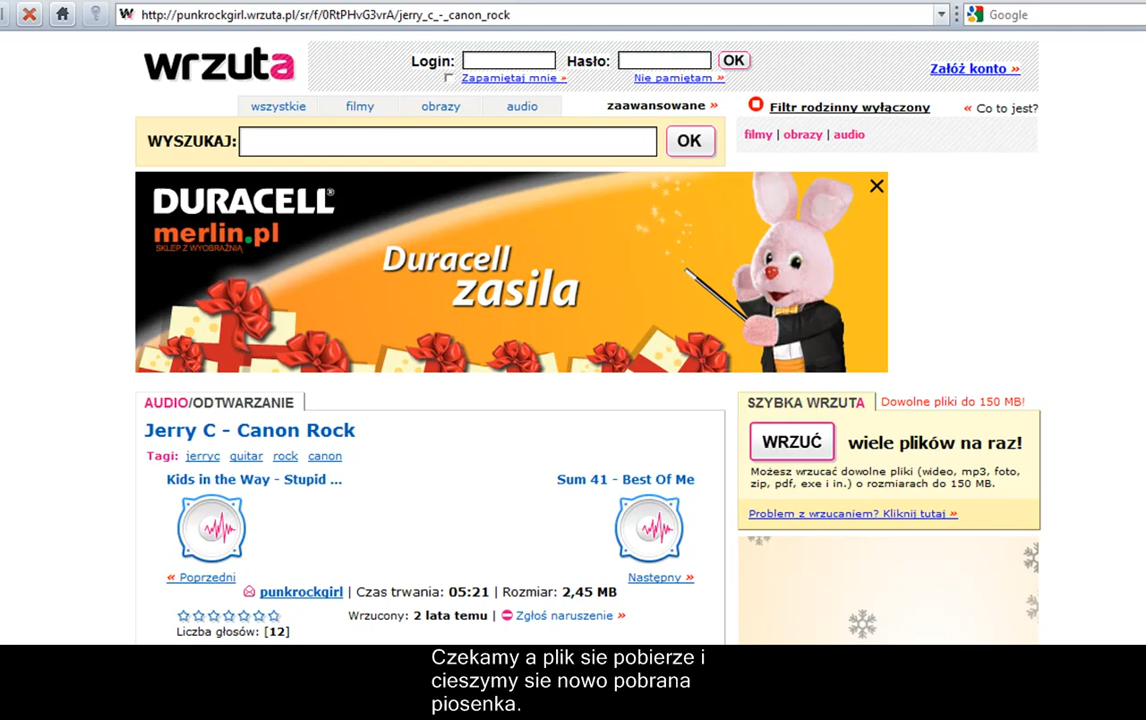 http://punkrockgirl.wrzuta.pl/sr/f/0RtPHvG3vrA/jerry_c_-_canon_rock
Google
wrzuta
Login: Hasło: OK
Zapamiętaj mnie » Nie pamiętam »
Załóż konto »
wszystkie filmy obrazy audio zaawansowane »
Filtr rodzinny wyłączony « Co to jest?
WYSZUKAJ: OK
filmy | obrazy | audio
DURACELL®
merlin.pl
SKLEP Z WYOBRAŹNIĄ
Duracell
zasila
AUDIO/ODTWARZANIE
Jerry C - Canon Rock
Tagi: jerryc guitar rock canon
Kids in the Way - Stupid ... Sum 41 - Best Of Me
« Poprzedni Następny »
punkrockgirl | Czas trwania: 05:21 | Rozmiar: 2,45 MB
Wrzucony: 2 lata temu | Zgłoś naruszenie »
Liczba głosów: [12]
SZYBKA WRZUTA Dowolne pliki do 150 MB!
WRZUĆ wiele plików na raz!
Możesz wrzucać dowolne pliki (video, mp3, foto,
zip, pdf, exe i in.) o rozmiarach do 150 MB.
Problem z wrzucaniem? Kliknij tutaj »
Czekamy a plik sie pobierze i
cieszymy sie nowo pobrana
piosenka.